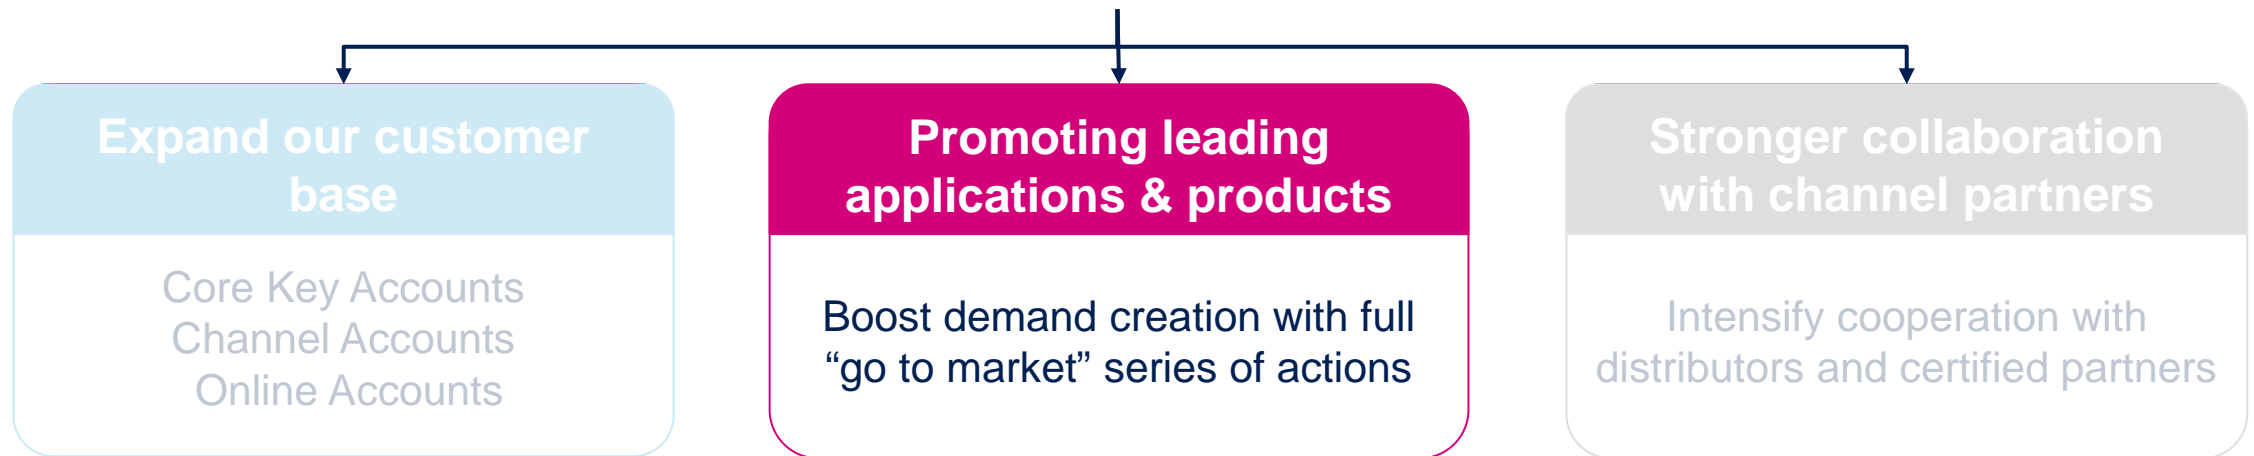 Expand our customer
base
Core Key Accounts
Channel Accounts
Online Accounts
Promoting leading
applications & products
Boost demand creation with full
“go to market” series of actions
Stronger collaboration
with channel partners
Intensify cooperation with
distributors and certified partners